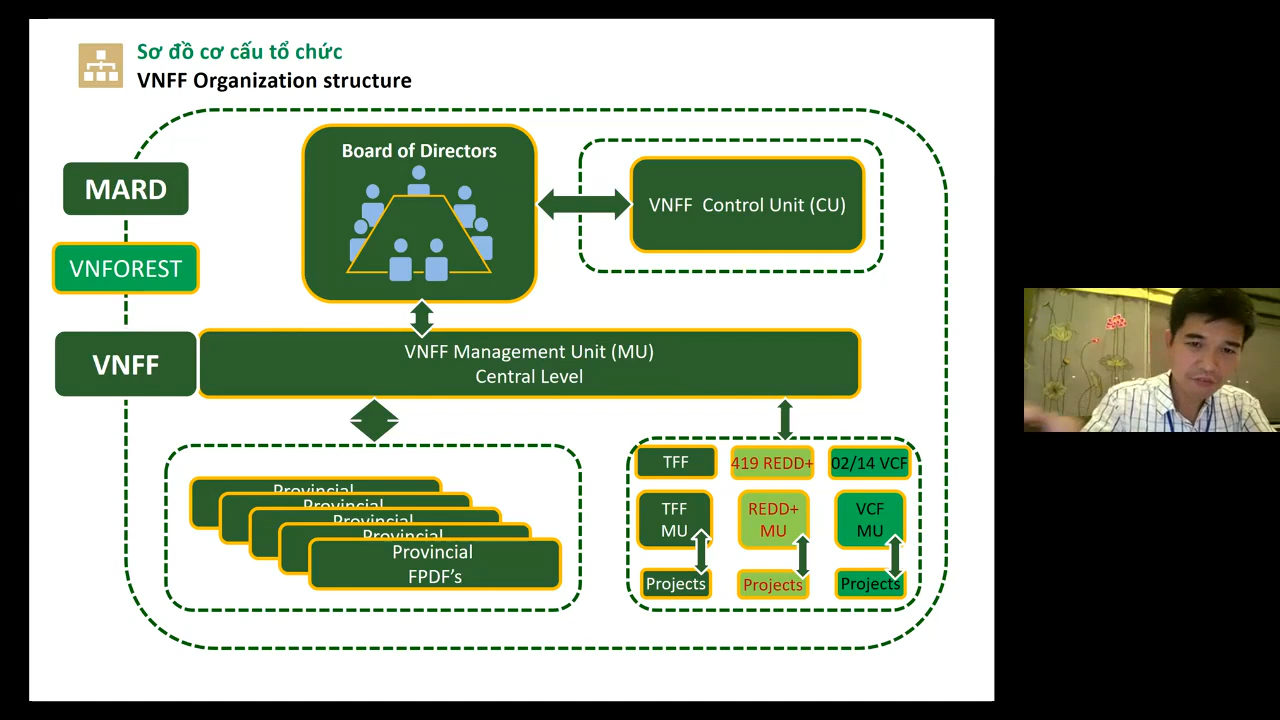 Sơ đồ cơ cấu tổ chức
VNFF Organization structure
Board of Directors
MARD
VNFF Control Unit (CU)
VNFOREST
VNFF
VNFF Management Unit (MU)
Central Level
TFF
419 REDD+
02/14 VCF
Provincial
Provincial
Provincial
Provincial
Provincial
FPDF's
TFF
MU
REDD+
MU
VCF
MU
Projects
Projects
Projects